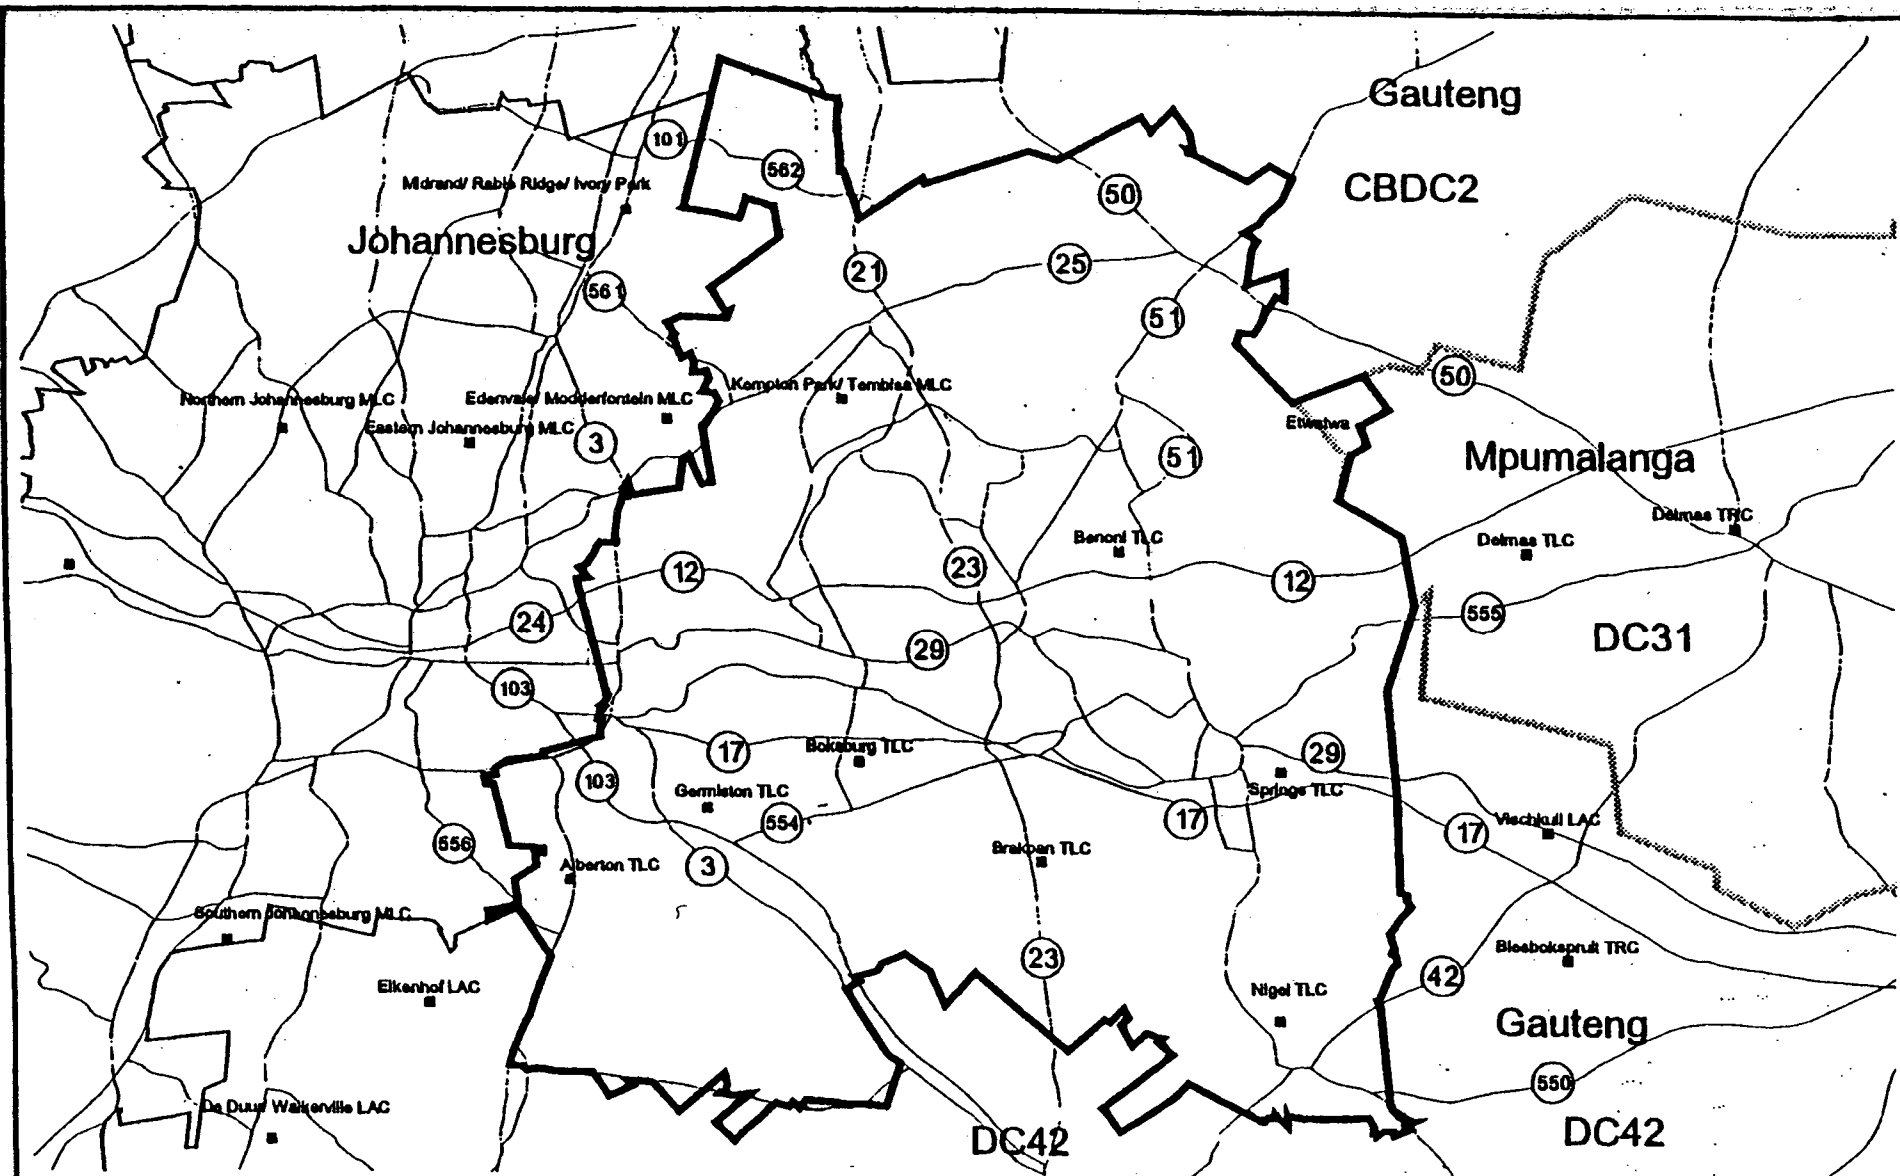 Gauteng
101
562
Midrand/ Rabie Ridge/ Ivory Park
50
CBDC2
Johannesburg
21
25
561
51
50
Kempton Park/ Tembisa MLC
Northern Johannesburg MLC
Edenvale/ Modderfontein MLC
Eastern Johannesburg MLC
Etwatwa
3
51
Mpumalanga
Delmas TRC
Benoni TLC
Delmas TLC
12
23
12
24
555
29
DC31
103
17
Boksburg TLC
29
103
Germiston TLC
Springs TLC
554
17
17
Vischkuil LAC
556
Brakpan TLC
Alberton TLC
3
Southern Johannesburg MLC
Blesbokspruit TRC
23
42
Eikenhof LAC
Nigel TLC
Gauteng
550
De Duur/ Walkerville LAC
DC42
DC42